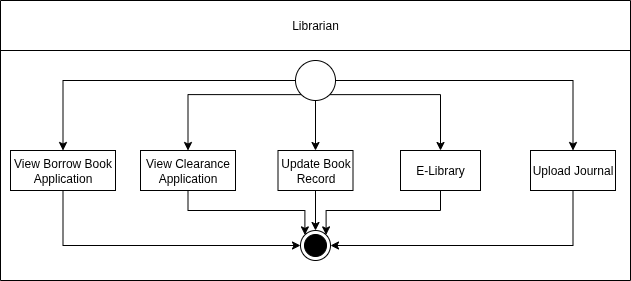 Librarian
View Borrow Book
Application
View Clearance
Application
Update Book
Record
E-Library
Upload Journal